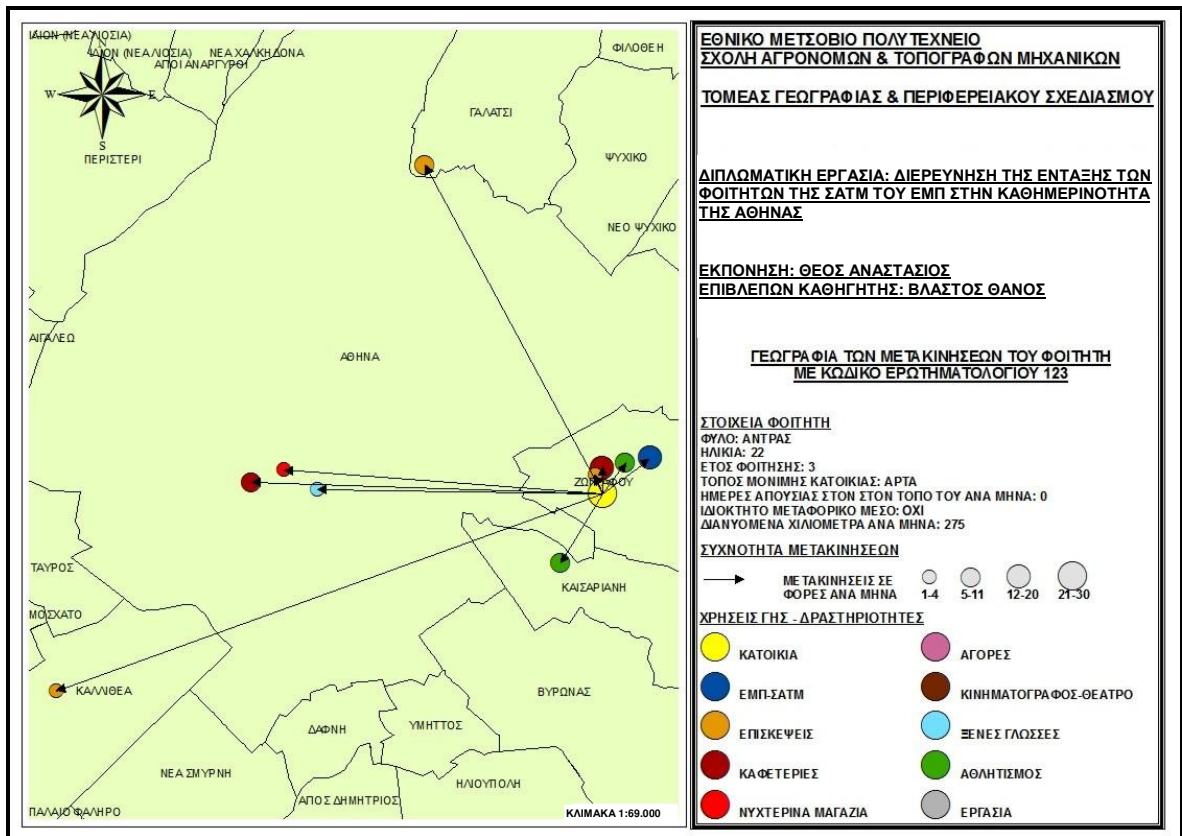 ΙΛΙΟΝ (ΝΕΑ ΛΙΟΣΙΑ)
ΙΛΙΟΝ (ΝΕΑ ΛΙΟΣΙΑ)
ΝΕΑ ΧΑΛΚΗΔΟΝΑ
ΑΓΙΟΙ ΑΝΑΡΓΥΡΟΙ
N
W
E
S
ΠΕΡΙΣΤΕΡΙ
ΦΙΛΟΘΕΗ
ΓΑΛΑΤΣΙ
ΨΥΧΙΚΟ
ΝΕΟ ΨΥΧΙΚΟ
ΑΙΓΑΛΕΩ
ΑΘΗΝΑ
ΖΩΓΡΑΦΟΥ
ΤΑΥΡΟΣ
ΚΑΙΣΑΡΙΑΝΗ
ΜΟΣΧΑΤΟ
ΚΑΛΛΙΘΕΑ
ΒΥΡΩΝΑΣ
ΔΑΦΝΗ
ΥΜΗΤΤΟΣ
ΝΕΑ ΣΜΥΡΝΗ
ΗΛΙΟΥΠΟΛΗ
ΑΓΙΟΣ ΔΗΜΗΤΡΙΟΣ
ΠΑΛΑΙΟ ΦΑΛΗΡΟ
ΚΛΙΜΑΚΑ 1:69.000
ΕΘΝΙΚΟ ΜΕΤΣΟΒΙΟ ΠΟΛΥΤΕΧΝΕΙΟ
ΣΧΟΛΗ ΑΓΡΟΝΟΜΩΝ & ΤΟΠΟΓΡΑΦΩΝ ΜΗΧΑΝΙΚΩΝ
ΤΟΜΕΑΣ ΓΕΩΓΡΑΦΙΑΣ & ΠΕΡΙΦΕΡΕΙΑΚΟΥ ΣΧΕΔΙΑΣΜΟΥ
ΔΙΠΛΩΜΑΤΙΚΗ ΕΡΓΑΣΙΑ: ΔΙΕΡΕΥΝΗΣΗ ΤΗΣ ΕΝΤΑΞΗΣ ΤΩΝ
ΦΟΙΤΗΤΩΝ ΤΗΣ ΣΑΤΜ ΤΟΥ ΕΜΠ ΣΤΗΝ ΚΑΘΗΜΕΡΙΝΟΤΗΤΑ
ΤΗΣ ΑΘΗΝΑΣ
ΕΚΠΟΝΗΣΗ: ΘΕΟΣ ΑΝΑΣΤΑΣΙΟΣ
ΕΠΙΒΛΕΠΩΝ ΚΑΘΗΓΗΤΗΣ: ΒΛΑΣΤΟΣ ΘΑΝΟΣ
ΓΕΩΓΡΑΦΙΑ ΤΩΝ ΜΕΤΑΚΙΝΗΣΕΩΝ ΤΟΥ ΦΟΙΤΗΤΗ
ΜΕ ΚΩΔΙΚΟ ΕΡΩΤΗΜΑΤΟΛΟΓΙΟΥ 123
ΣΤΟΙΧΕΙΑ ΦΟΙΤΗΤΗ
ΦΥΛΟ: ΑΝΤΡΑΣ
ΗΛΙΚΙΑ: 22
ΕΤΟΣ ΦΟΙΤΗΣΗΣ: 3
ΤΟΠΟΣ ΜΟΝΙΜΗΣ ΚΑΤΟΙΚΙΑΣ: ΑΡΤΑ
ΗΜΕΡΕΣ ΑΠΟΥΣΙΑΣ ΣΤΟΝ ΣΤΟΝ ΤΟΠΟ ΤΟΥ ΑΝΑ ΜΗΝΑ: 0
ΙΔΙΟΚΤΗΤΟ ΜΕΤΑΦΟΡΙΚΟ ΜΕΣΟ: ΟΧΙ
ΔΙΑΝΥΟΜΕΝΑ ΧΙΛΙΟΜΕΤΡΑ ΑΝΑ ΜΗΝΑ: 275
ΣΥΧΝΟΤΗΤΑ ΜΕΤΑΚΙΝΗΣΕΩΝ
ΜΕΤΑΚΙΝΗΣΕΙΣ ΣΕ
ΦΟΡΕΣ ΑΝΑ ΜΗΝΑ 1-4 5-11 12-20 21-30
ΧΡΗΣΕΙΣ ΓΗΣ - ΔΡΑΣΤΗΡΙΟΤΗΤΕΣ
ΚΑΤΟΙΚΙΑ ΑΓΟΡΕΣ
ΕΜΠ-ΣΑΤΜ ΚΙΝΗΜΑΤΟΓΡΑΦΟΣ-ΘΕΑΤΡΟ
ΕΠΙΣΚΕΨΕΙΣ ΞΕΝΕΣ ΓΛΩΣΣΕΣ
ΚΑΦΕΤΕΡΙΕΣ ΑΘΛΗΤΙΣΜΟΣ
ΝΥΧΤΕΡΙΝΑ ΜΑΓΑΖΙΑ ΕΡΓΑΣΙΑ